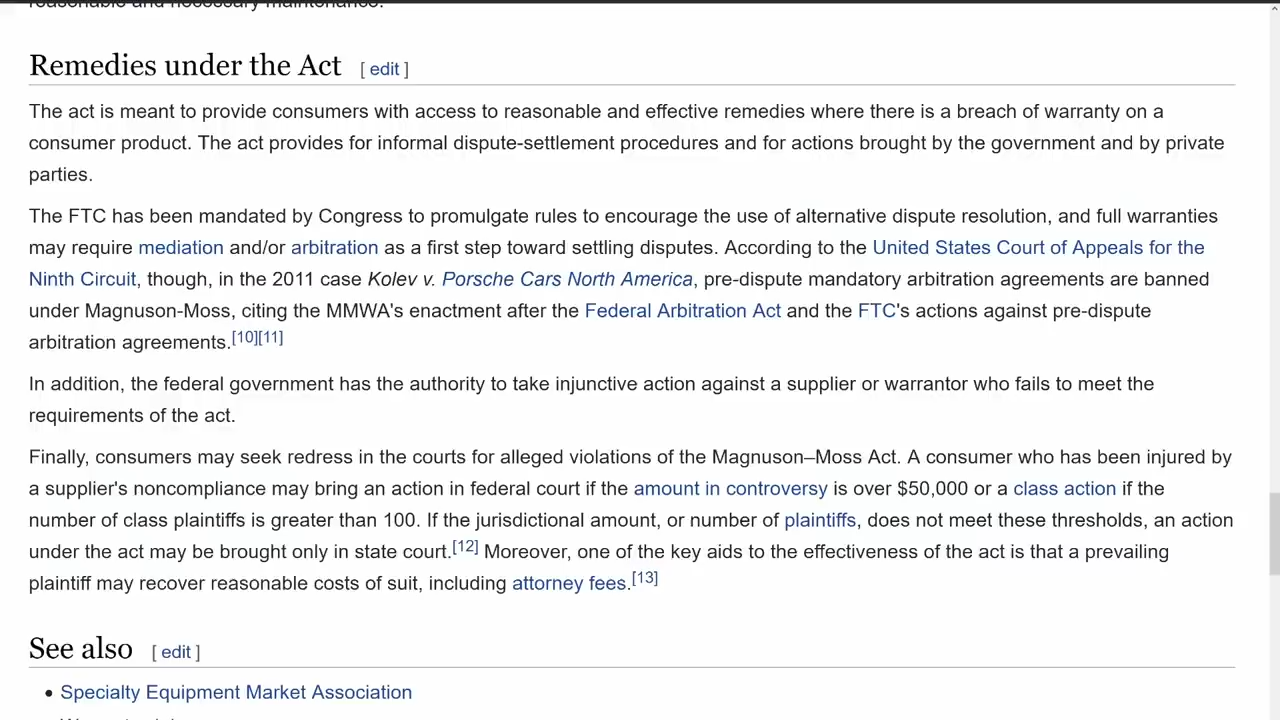 reasonable and necessary maintenance.
Remedies under the Act [ edit ]
The act is meant to provide consumers with access to reasonable and effective remedies where there is a breach of warranty on a
consumer product. The act provides for informal dispute-settlement procedures and for actions brought by the government and by private
parties.
The FTC has been mandated by Congress to promulgate rules to encourage the use of alternative dispute resolution, and full warranties
may require mediation and/or arbitration as a first step toward settling disputes. According to the United States Court of Appeals for the
Ninth Circuit, though, in the 2011 case Kolev v. Porsche Cars North America, pre-dispute mandatory arbitration agreements are banned
under Magnuson-Moss, citing the MMWA's enactment after the Federal Arbitration Act and the FTC's actions against pre-dispute
arbitration agreements.[10][11]
In addition, the federal government has the authority to take injunctive action against a supplier or warrantor who fails to meet the
requirements of the act.
Finally, consumers may seek redress in the courts for alleged violations of the Magnuson–Moss Act. A consumer who has been injured by
a supplier's noncompliance may bring an action in federal court if the amount in controversy is over $50,000 or a class action if the
number of class plaintiffs is greater than 100. If the jurisdictional amount, or number of plaintiffs, does not meet these thresholds, an action
under the act may be brought only in state court.[12] Moreover, one of the key aids to the effectiveness of the act is that a prevailing
plaintiff may recover reasonable costs of suit, including attorney fees.[13]
See also [ edit ]
• Specialty Equipment Market Association